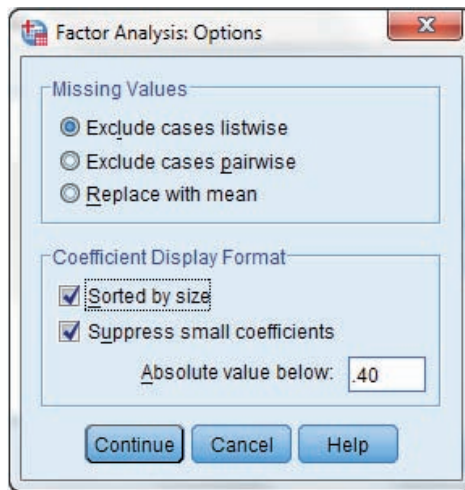 Factor Analysis: Options
Missing Values
Exclude cases listwise
Exclude cases pairwise
Replace with mean
Coefficient Display Format
Sorted by size
Suppress small coefficients
Absolute value below: .40
Continue Cancel Help